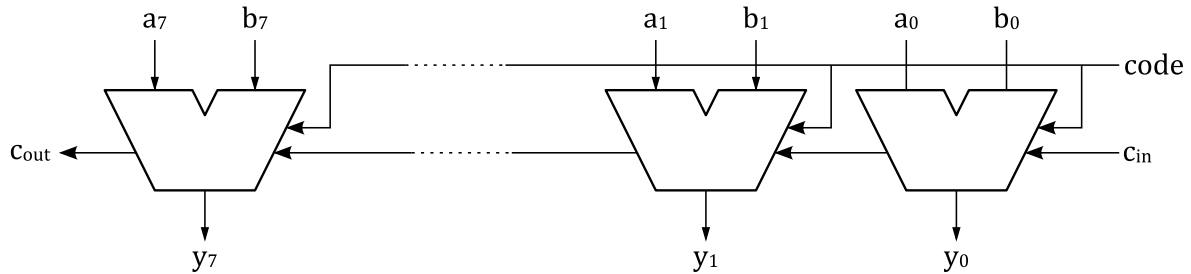 a₇ b₇ a₁ b₁ a₀ b₀
code
cout cin
y₇ y₁ y₀